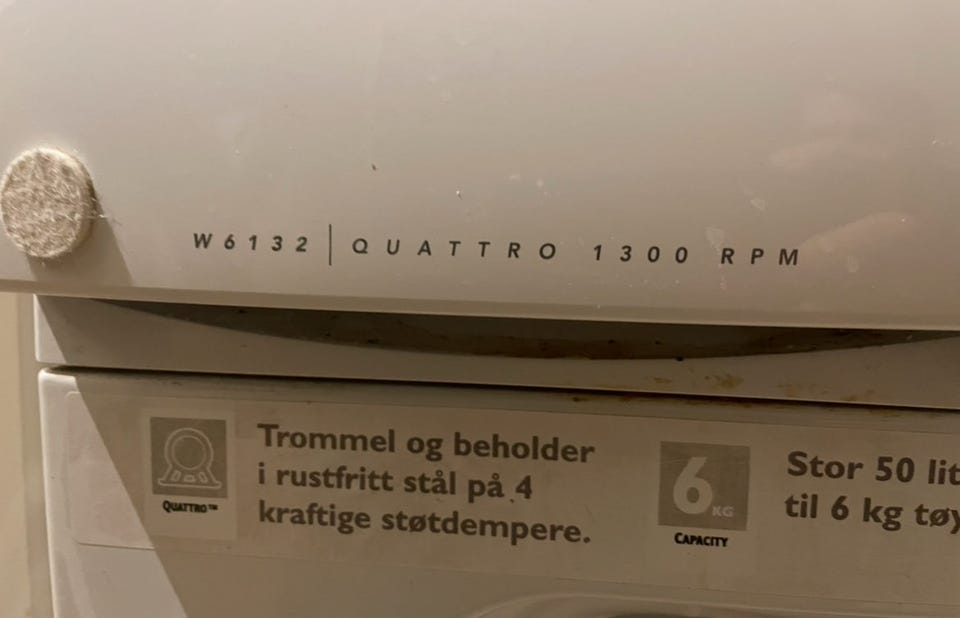 W6132 | QUATTRO 1300 RPM
Trommel og beholder
i rustfritt stål på 4
kraftige støtdempere.
QUATTRO™
6 KG
CAPACITY
Stor 50
til 6 kg